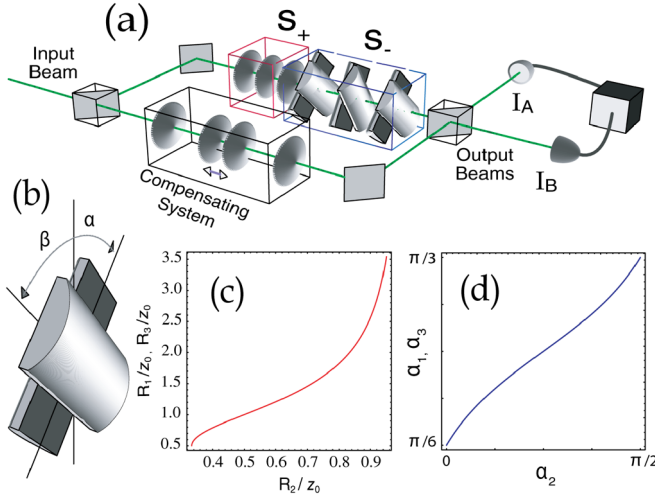 (a)
S+
S-
Input
Beam
I_A
I_B
Output
Beams
Compensating
System
(b)
β α
(c)
3.5
3.0
2.5
2.0
1.5
1.0
0.5
R1/z0, R3/z0
0.4 0.5 0.6 0.7 0.8 0.9
R2/ z0
(d)
π/3
π/6
α1, α3
0 π/2
α2